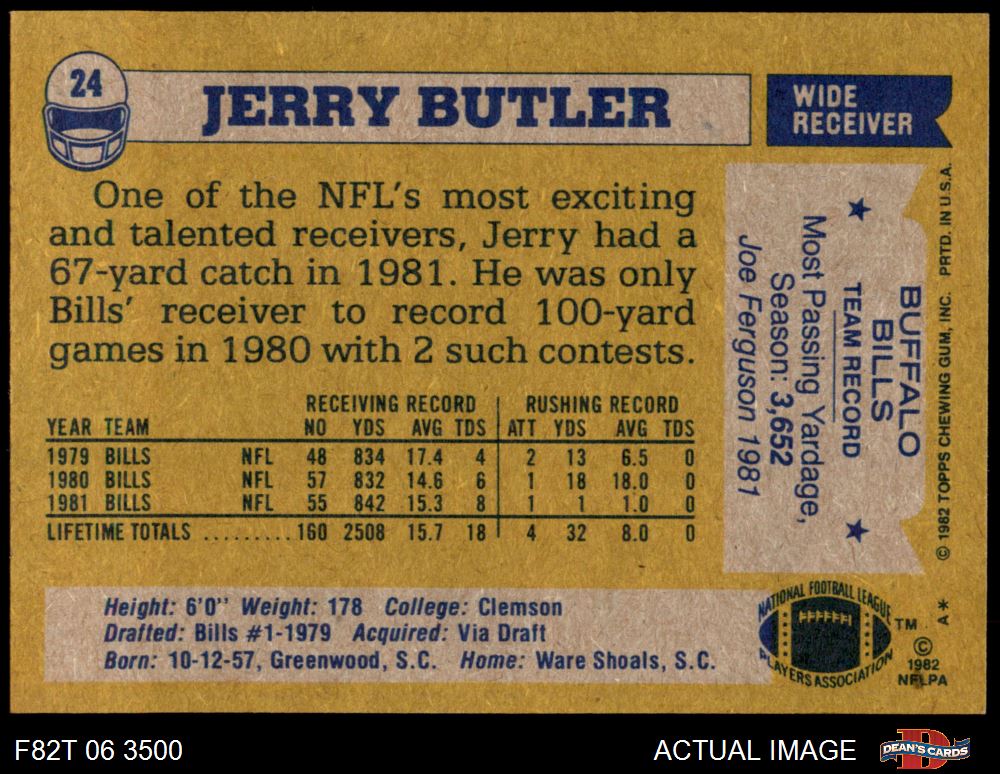 24
JERRY BUTLER
WIDE
RECEIVER
One of the NFL's most exciting
and talented receivers, Jerry had a
67-yard catch in 1981. He was only
Bills' receiver to record 100-yard
games in 1980 with 2 such contests.
RECEIVING RECORD RUSHING RECORD
YEAR TEAM NO YDS AVG TDS ATT YDS AVG TDS
1979 BILLS NFL 48 834 17.4 4 2 13 6.5 0
1980 BILLS NFL 57 832 14.6 6 1 18 18.0 0
1981 BILLS NFL 55 842 15.3 8 1 1 1.0 0
LIFETIME TOTALS ......... 160 2508 15.7 18 4 32 8.0 0
Height: 6'0" Weight: 178 College: Clemson
Drafted: Bills #1-1979 Acquired: Via Draft
Born: 10-12-57, Greenwood, S.C. Home: Ware Shoals, S.C.
BUFFALO
BILLS
★ TEAM RECORD ★
Most Passing Yardage,
Season: 3,652
Joe Ferguson 1981
© 1982 TOPPS CHEWING GUM, INC. PRTD. IN U.S.A.
A*
NATIONAL FOOTBALL LEAGUE
PLAYERS ASSOCIATION
TM
©
1982
NFLPA
F82T 06 3500
ACTUAL IMAGE
DEAN'S CARDS